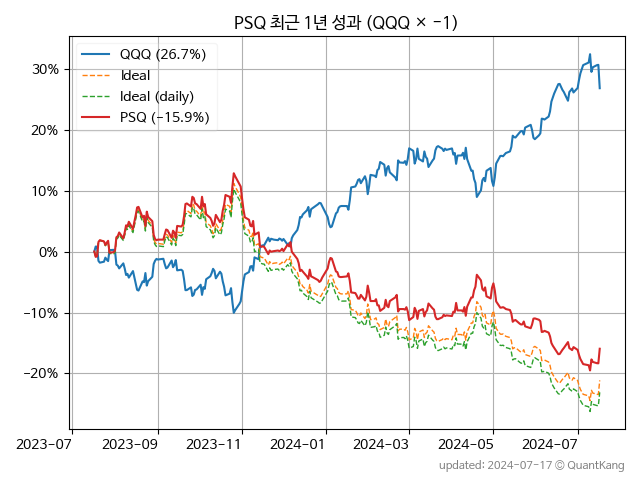 PSQ 최근 1년 성과 (QQQ × −1)
QQQ (26.7%)
Ideal
Ideal (daily)
PSQ (−15.9%)
30%
20%
10%
0%
−10%
−20%
2023-07 2023-09 2023-11 2024-01 2024-03 2024-05 2024-07
updated: 2024-07-17 © QuantKang